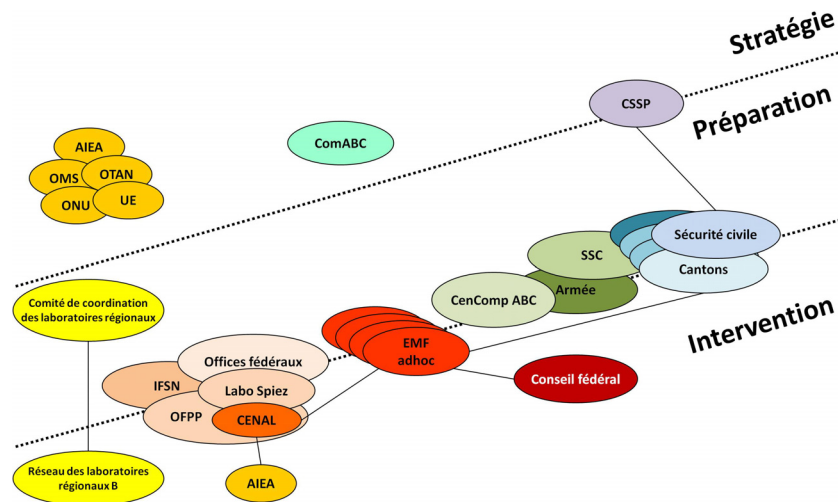 Stratégie
CSSP
Préparation
AIEA
ComABC
OMS
OTAN
ONU
UE
Sécurité civile
SSC
Cantons
Armée
CenComp ABC
Comité de coordination
des laboratoires régionaux
Intervention
EMF
adhoc
Offices fédéraux
IFSN
Labo Spiez
Conseil fédéral
OFPP
CENAL
Réseau des laboratoires
régionaux B
AIEA